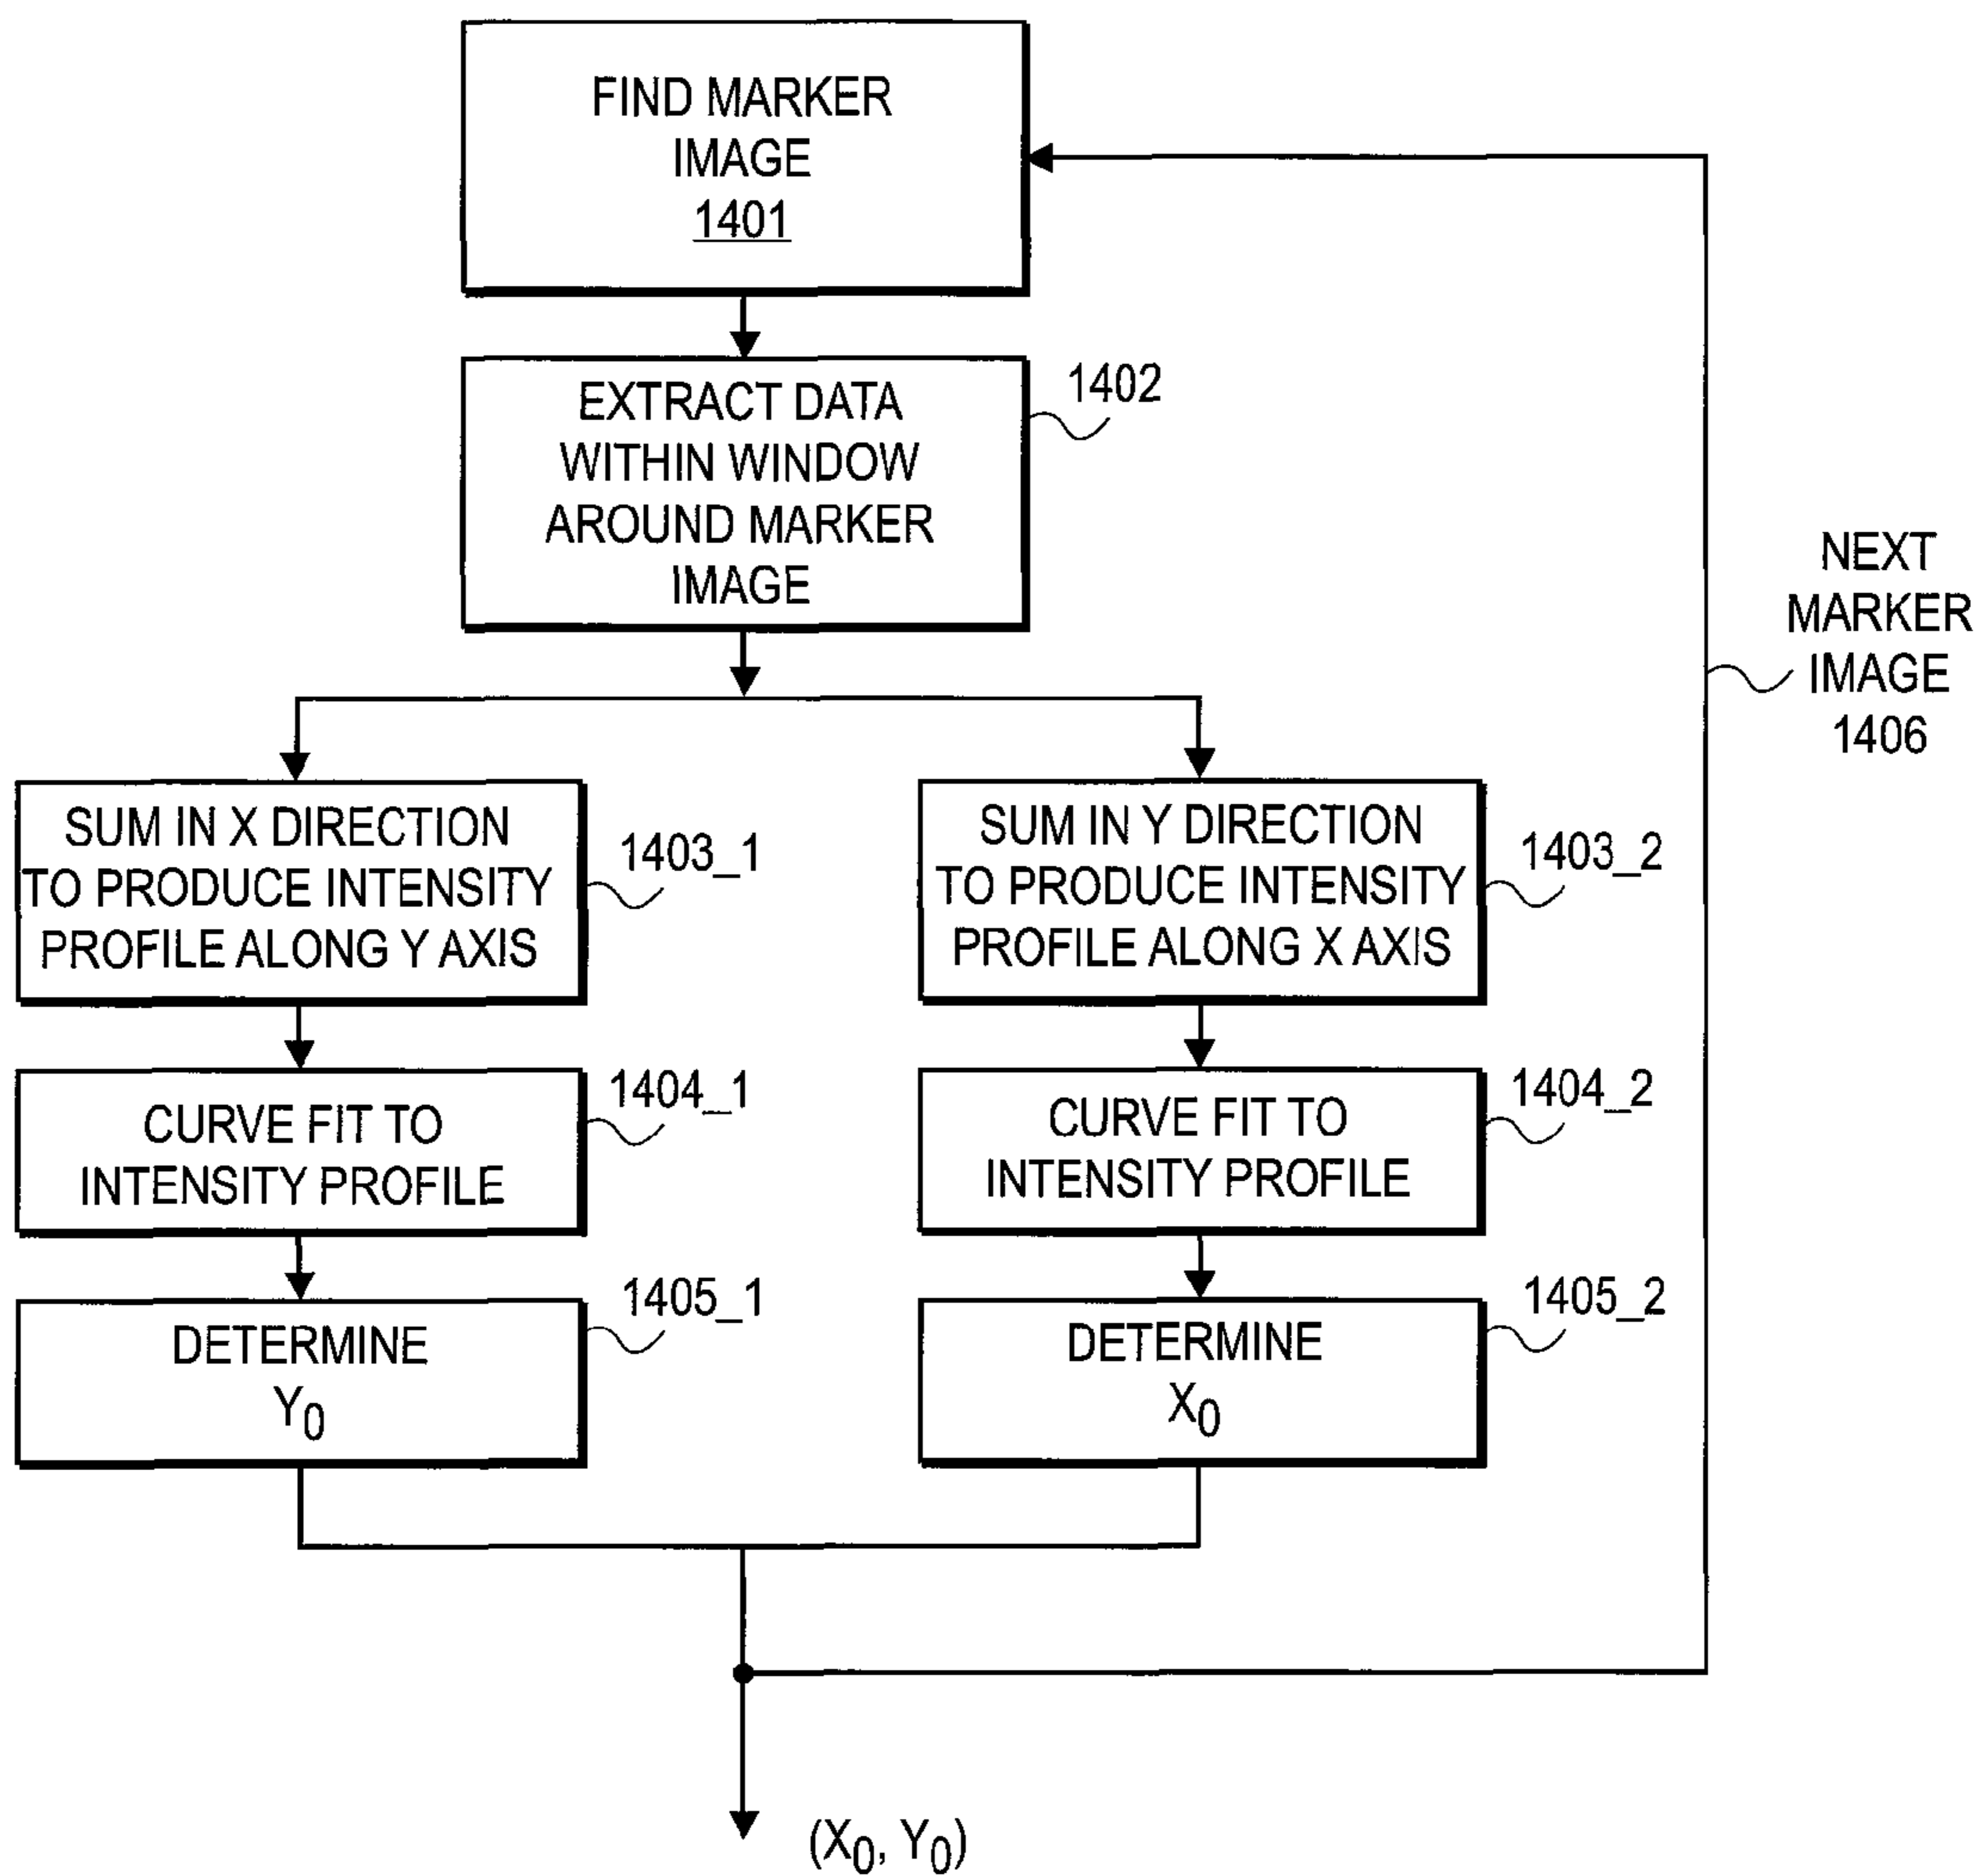 FIND MARKER
IMAGE
1401
EXTRACT DATA
WITHIN WINDOW
AROUND MARKER
IMAGE
1402
NEXT
MARKER
IMAGE
1406
SUM IN X DIRECTION
TO PRODUCE INTENSITY
PROFILE ALONG Y AXIS
1403_1
SUM IN Y DIRECTION
TO PRODUCE INTENSITY
PROFILE ALONG X AXIS
1403_2
CURVE FIT TO
INTENSITY PROFILE
1404_1
CURVE FIT TO
INTENSITY PROFILE
1404_2
DETERMINE
Y₀
1405_1
DETERMINE
X₀
1405_2
(X₀, Y₀)